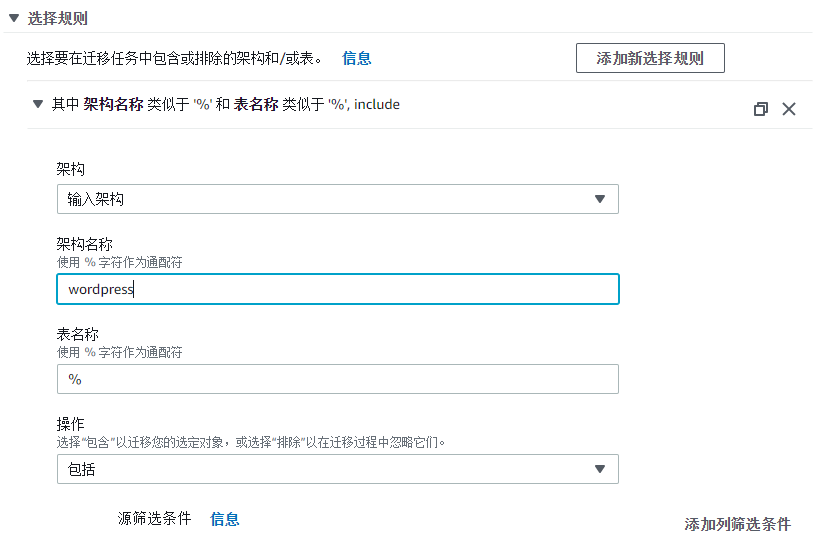 选择规则
选择要在迁移任务中包含或排除的架构和/或表。 信息 添加新选择规则
其中 架构名称 类似于 '%' 和 表名称 类似于 '%', include
架构
输入架构
架构名称
使用 % 字符作为通配符
wordpress
表名称
使用 % 字符作为通配符
%
操作
选择"包含"以迁移您的选定对象，或选择"排除"以在迁移过程中忽略它们。
包括
源筛选条件 信息 添加列筛选条件